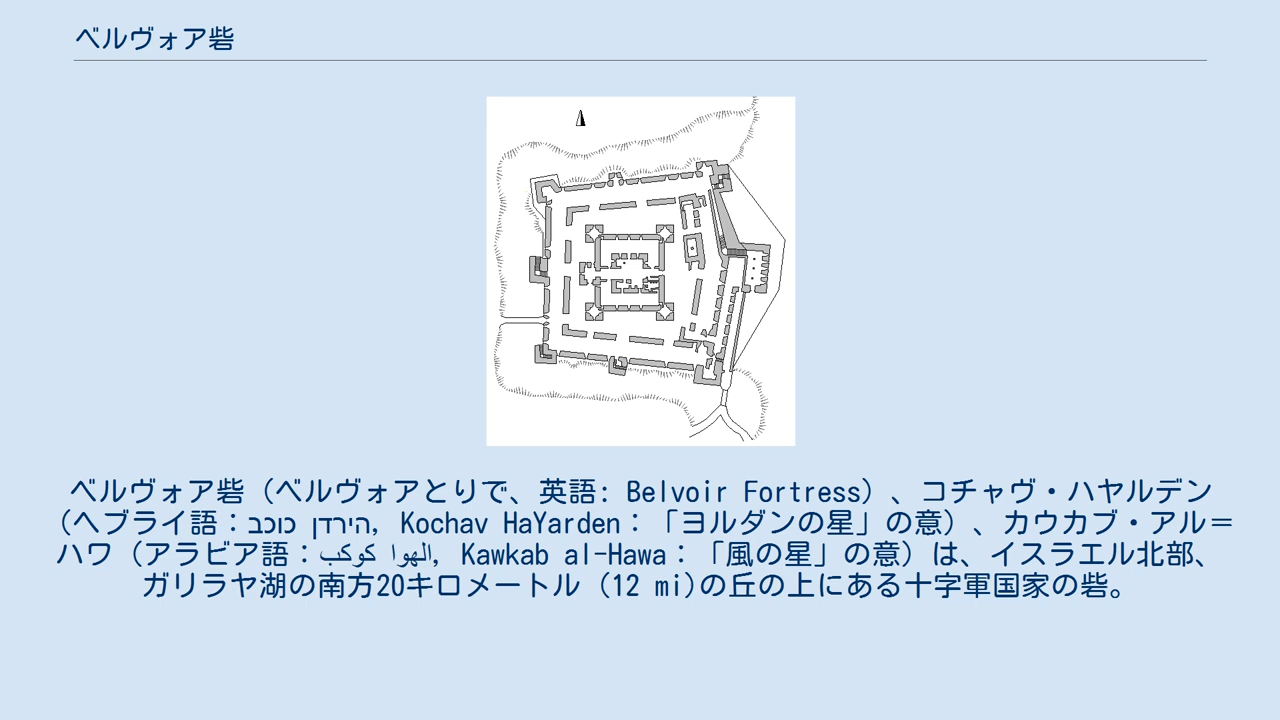 ベルヴォア砦
ベルヴォア砦（ベルヴォアとりで、英語: Belvoir Fortress）、コチャヴ・ハヤルデン
（ヘブライ語：כוכב הירדן, Kochav HaYarden：「ヨルダンの星」の意）、カウカブ・アル＝
ハワ（アラビア語：كوكب الهوا, Kawkab al-Hawa：「風の星」の意）は、イスラエル北部、
ガリラヤ湖の南方20キロメートル (12 mi)の丘の上にある十字軍国家の砦。